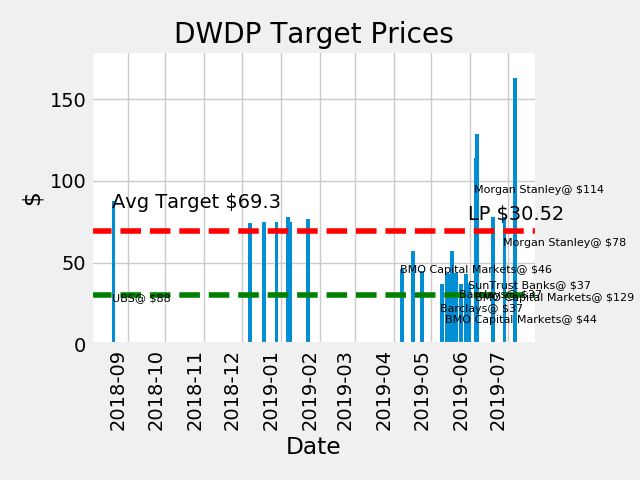 DWDP Target Prices
$
150
100
50
0
Avg Target $69.3
LP $30.52
Morgan Stanley@ $114
Morgan Stanley@ $78
BMO Capital Markets@ $46
SunTrust Banks@ $37
UBS@ $88
BMO Capital Markets@ $129
Barclays@ $37
BMO Capital Markets@ $44
2018-09
2018-10
2018-11
2018-12
2019-01
2019-02
2019-03
2019-04
2019-05
2019-06
2019-07
Date